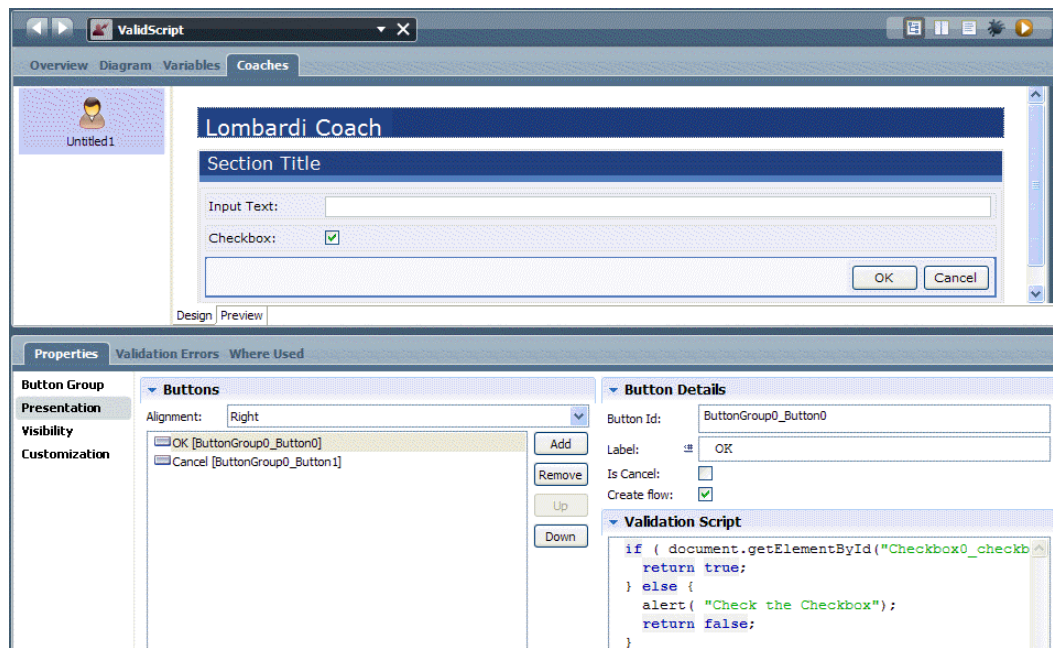 ValidScript
Overview Diagram Variables Coaches
Untitled1
Lombardi Coach
Section Title
Input Text:
Checkbox:
OK Cancel
Design Preview
Properties Validation Errors Where Used
Button Group
Presentation
Visibility
Customization
Buttons
Alignment: Right
OK [ButtonGroup0_Button0]
Cancel [ButtonGroup0_Button1]
Add
Remove
Up
Down
Button Details
Button Id: ButtonGroup0_Button0
Label: OK
Is Cancel:
Create flow:
Validation Script
if ( document.getElementById("Checkbox0_checkb
return true;
} else {
alert( "Check the Checkbox");
return false;
}